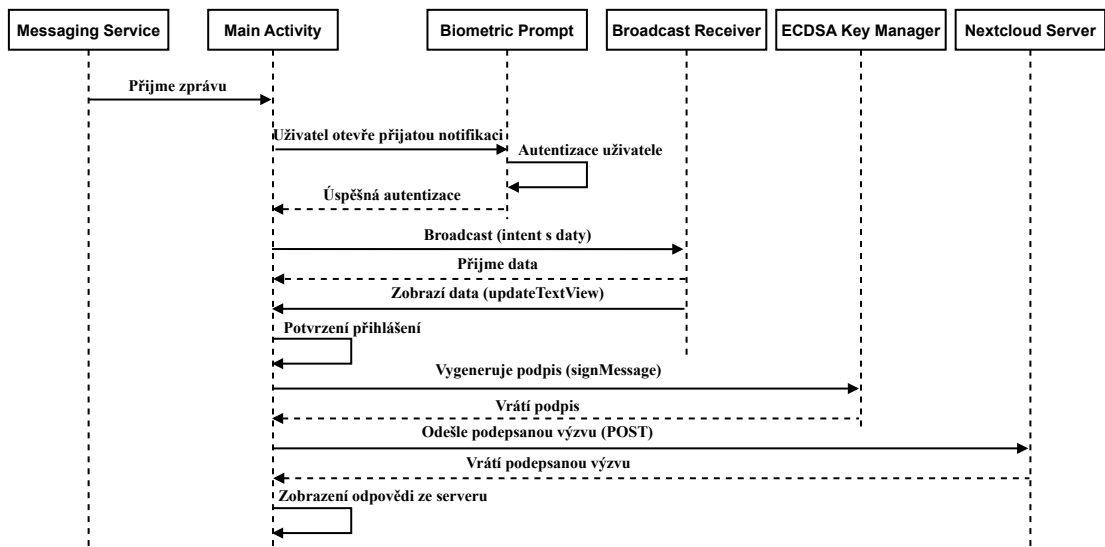 Messaging Service
Main Activity
Biometric Prompt
Broadcast Receiver
ECDSA Key Manager
Nextcloud Server
Přijme zprávu
Uživatel otevře přijatou notifikaci
Autentizace uživatele
Úspěšná autentizace
Broadcast (intent s daty)
Přijme data
Zobrazí data (updateTextView)
Potvrzení přihlášení
Vygeneruje podpis (signMessage)
Vrátí podpis
Odešle podepsanou výzvu (POST)
Vrátí podepsanou výzvu
Zobrazení odpovědi ze serveru